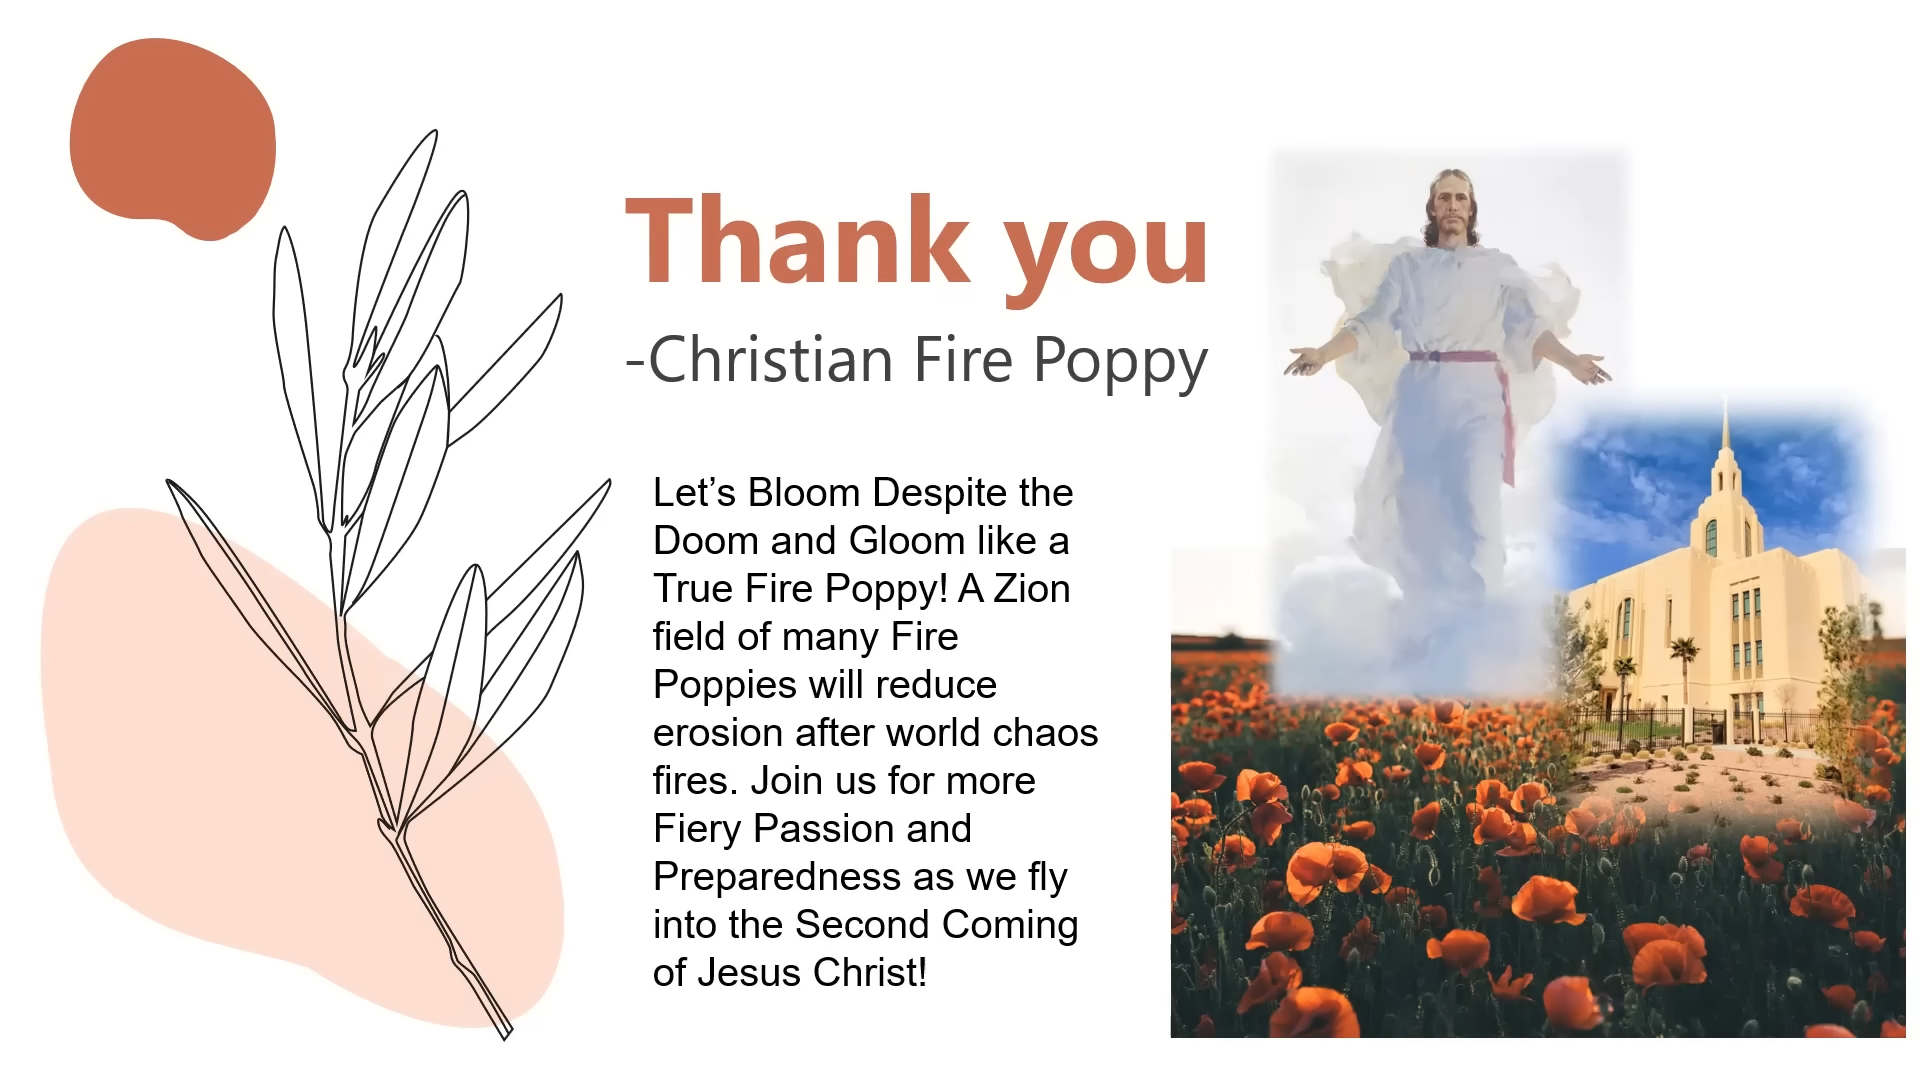 Thank you
-Christian Fire Poppy
Let’s Bloom Despite the
Doom and Gloom like a
True Fire Poppy! A Zion
field of many Fire
Poppies will reduce
erosion after world chaos
fires. Join us for more
Fiery Passion and
Preparedness as we fly
into the Second Coming
of Jesus Christ!